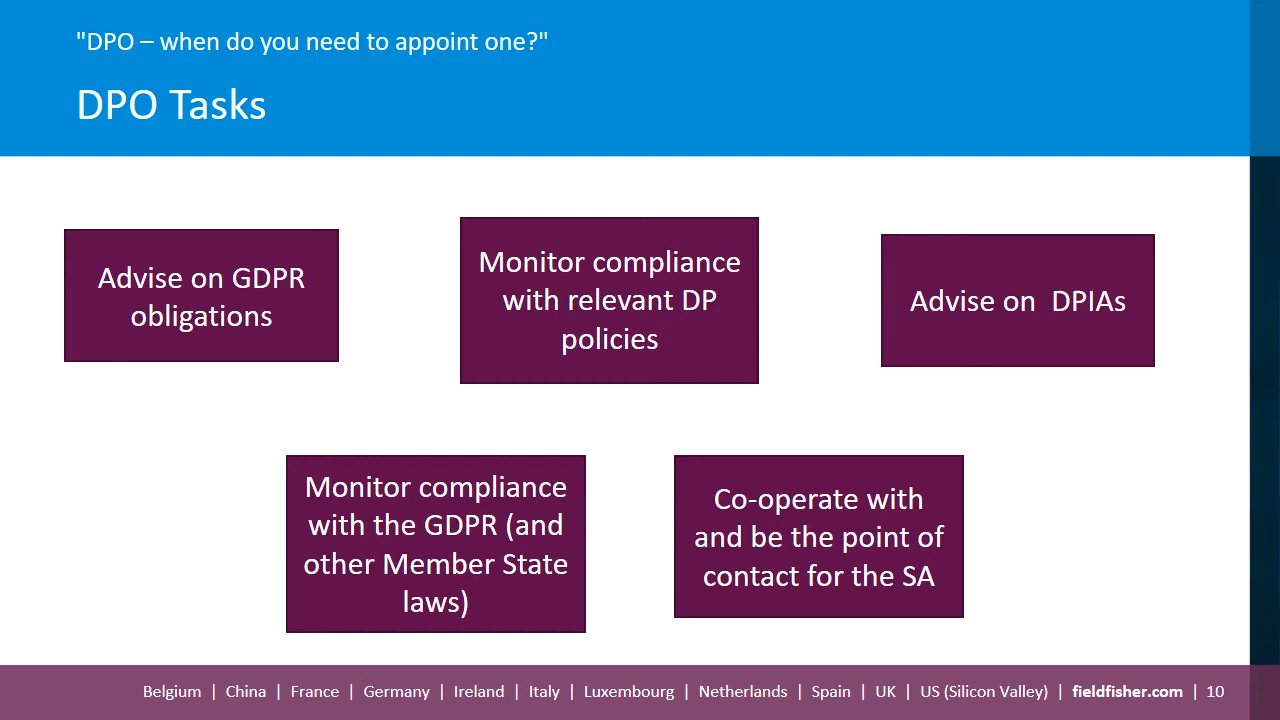 "DPO – when do you need to appoint one?"
DPO Tasks
Advise on GDPR
obligations
Monitor compliance
with relevant DP
policies
Advise on  DPIAs
Monitor compliance
with the GDPR (and
other Member State
laws)
Co-operate with
and be the point of
contact for the SA
Belgium | China | France | Germany | Ireland | Italy | Luxembourg | Netherlands | Spain | UK | US (Silicon Valley) | fieldfisher.com | 10